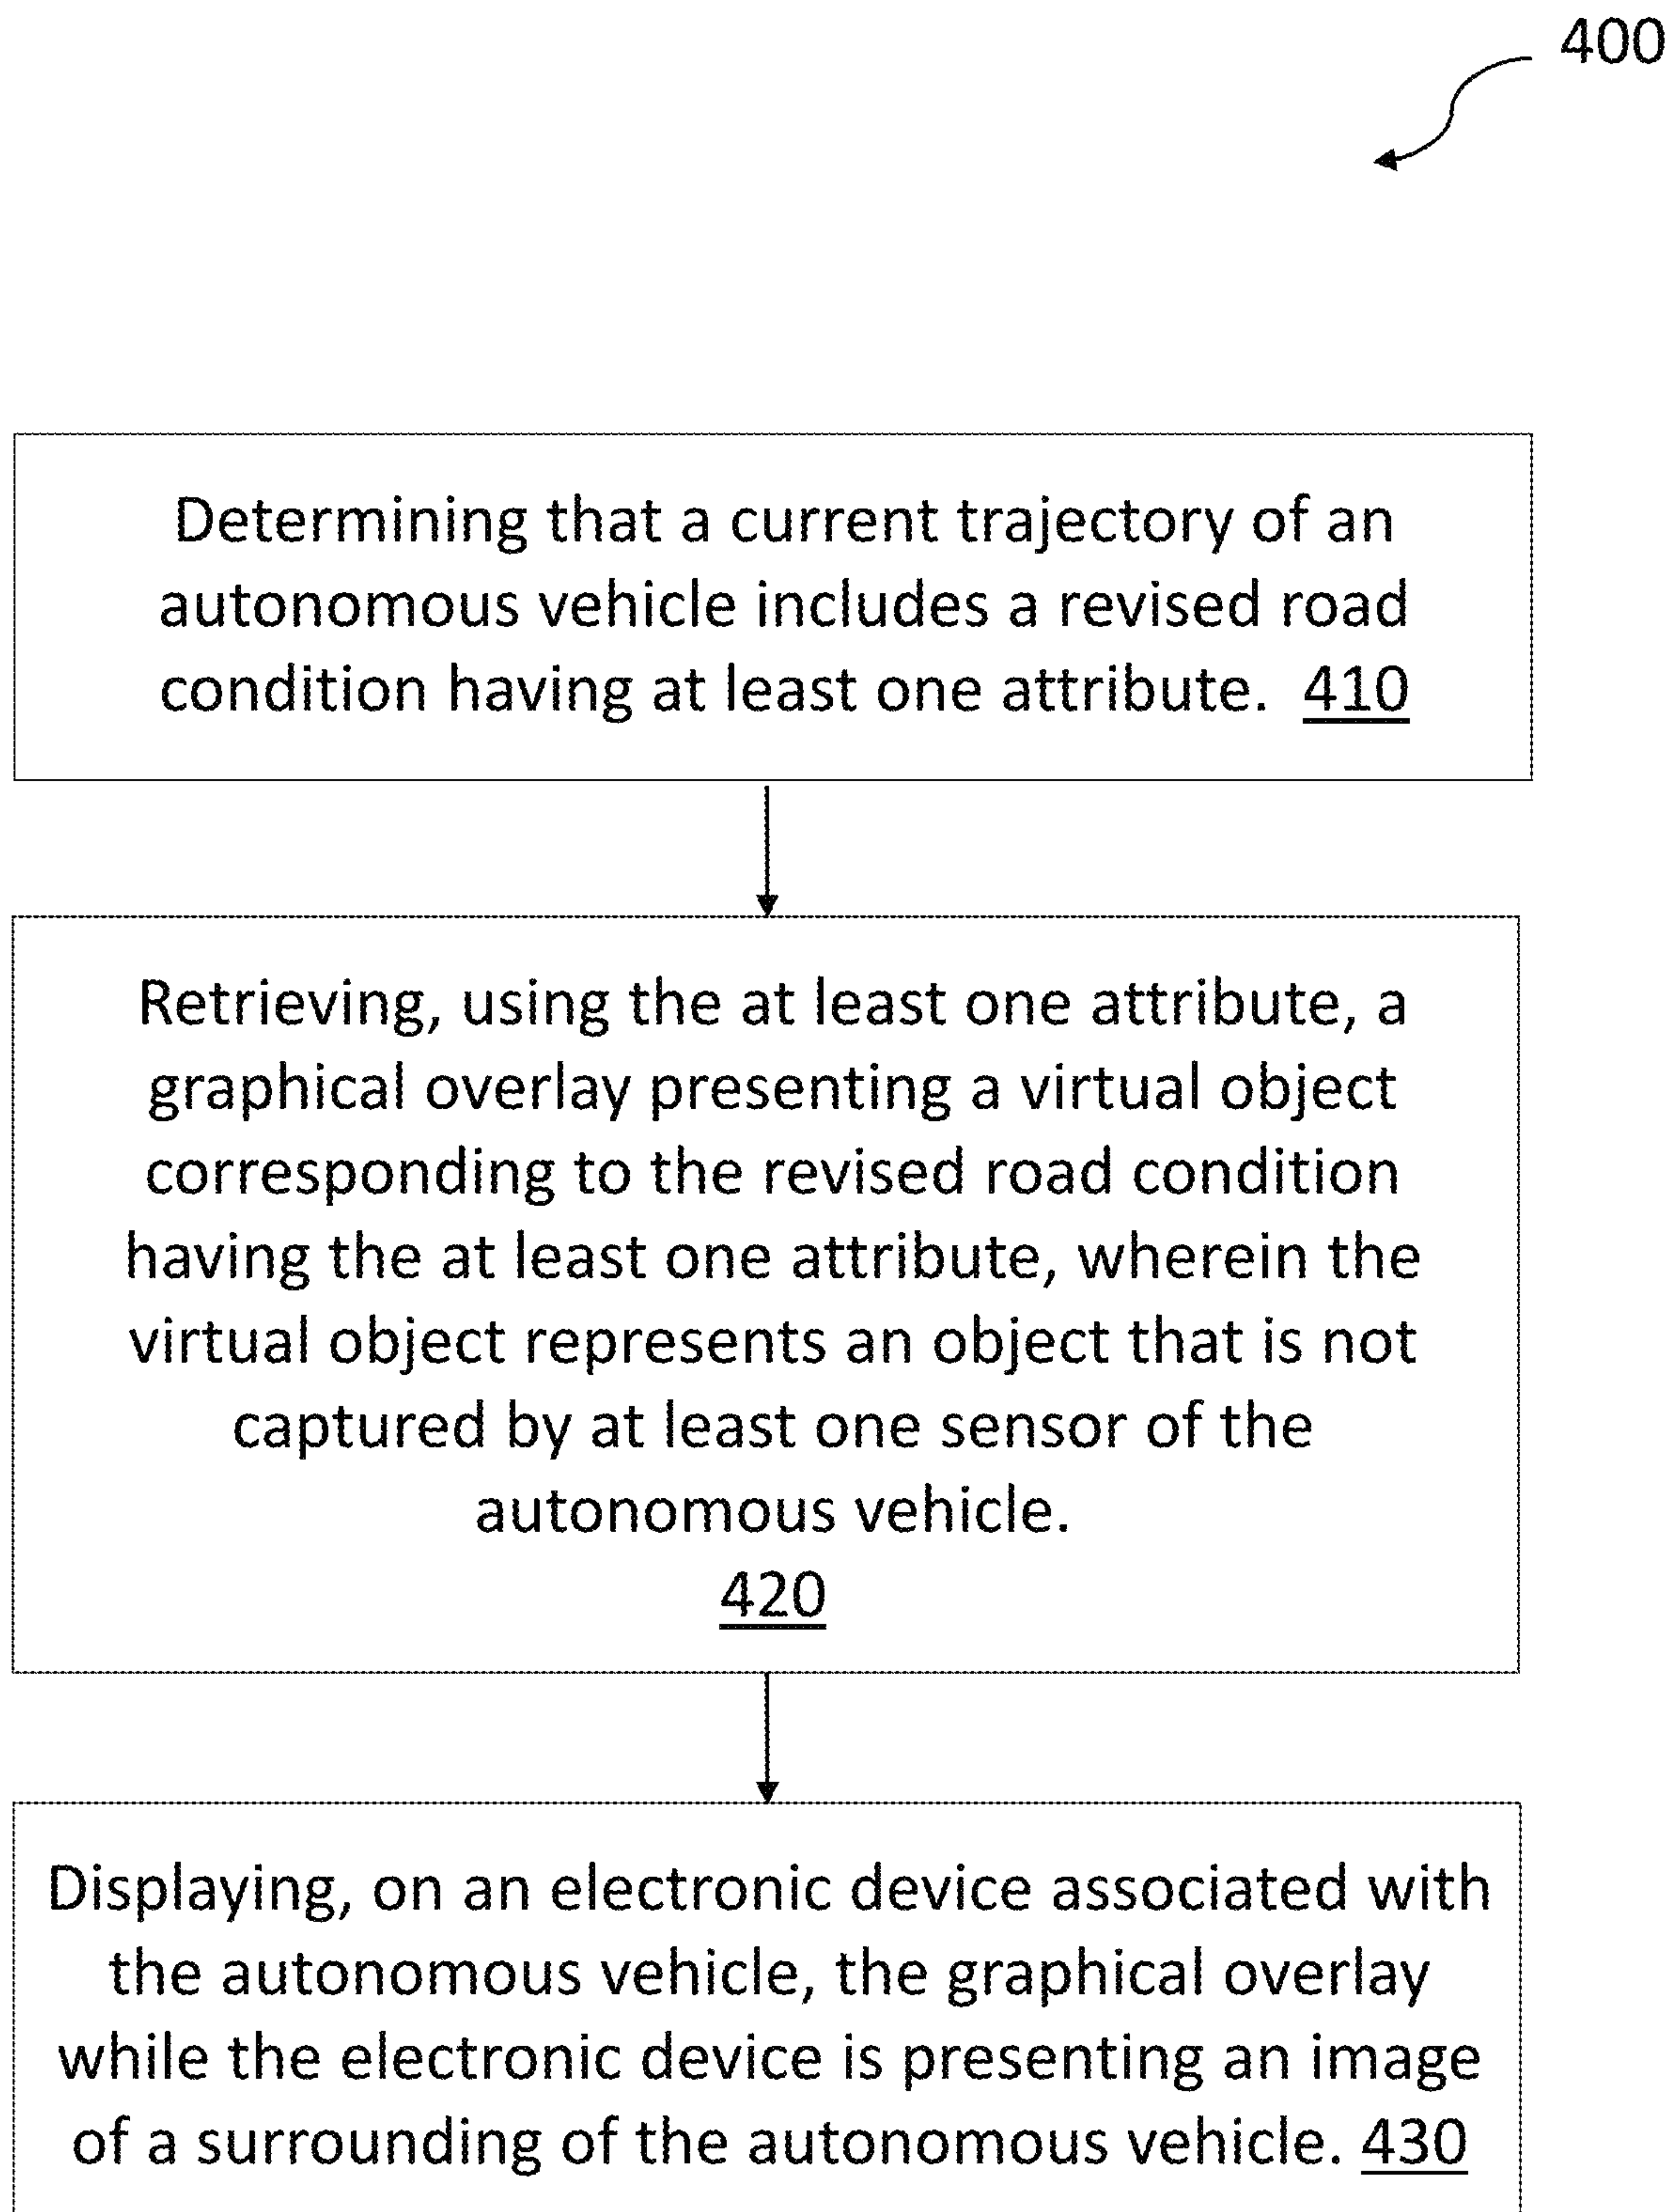 400
Determining that a current trajectory of an
autonomous vehicle includes a revised road
condition having at least one attribute. 410
Retrieving, using the at least one attribute, a
graphical overlay presenting a virtual object
corresponding to the revised road condition
having the at least one attribute, wherein the
virtual object represents an object that is not
captured by at least one sensor of the
autonomous vehicle.
420
Displaying, on an electronic device associated with
the autonomous vehicle, the graphical overlay
while the electronic device is presenting an image
of a surrounding of the autonomous vehicle. 430